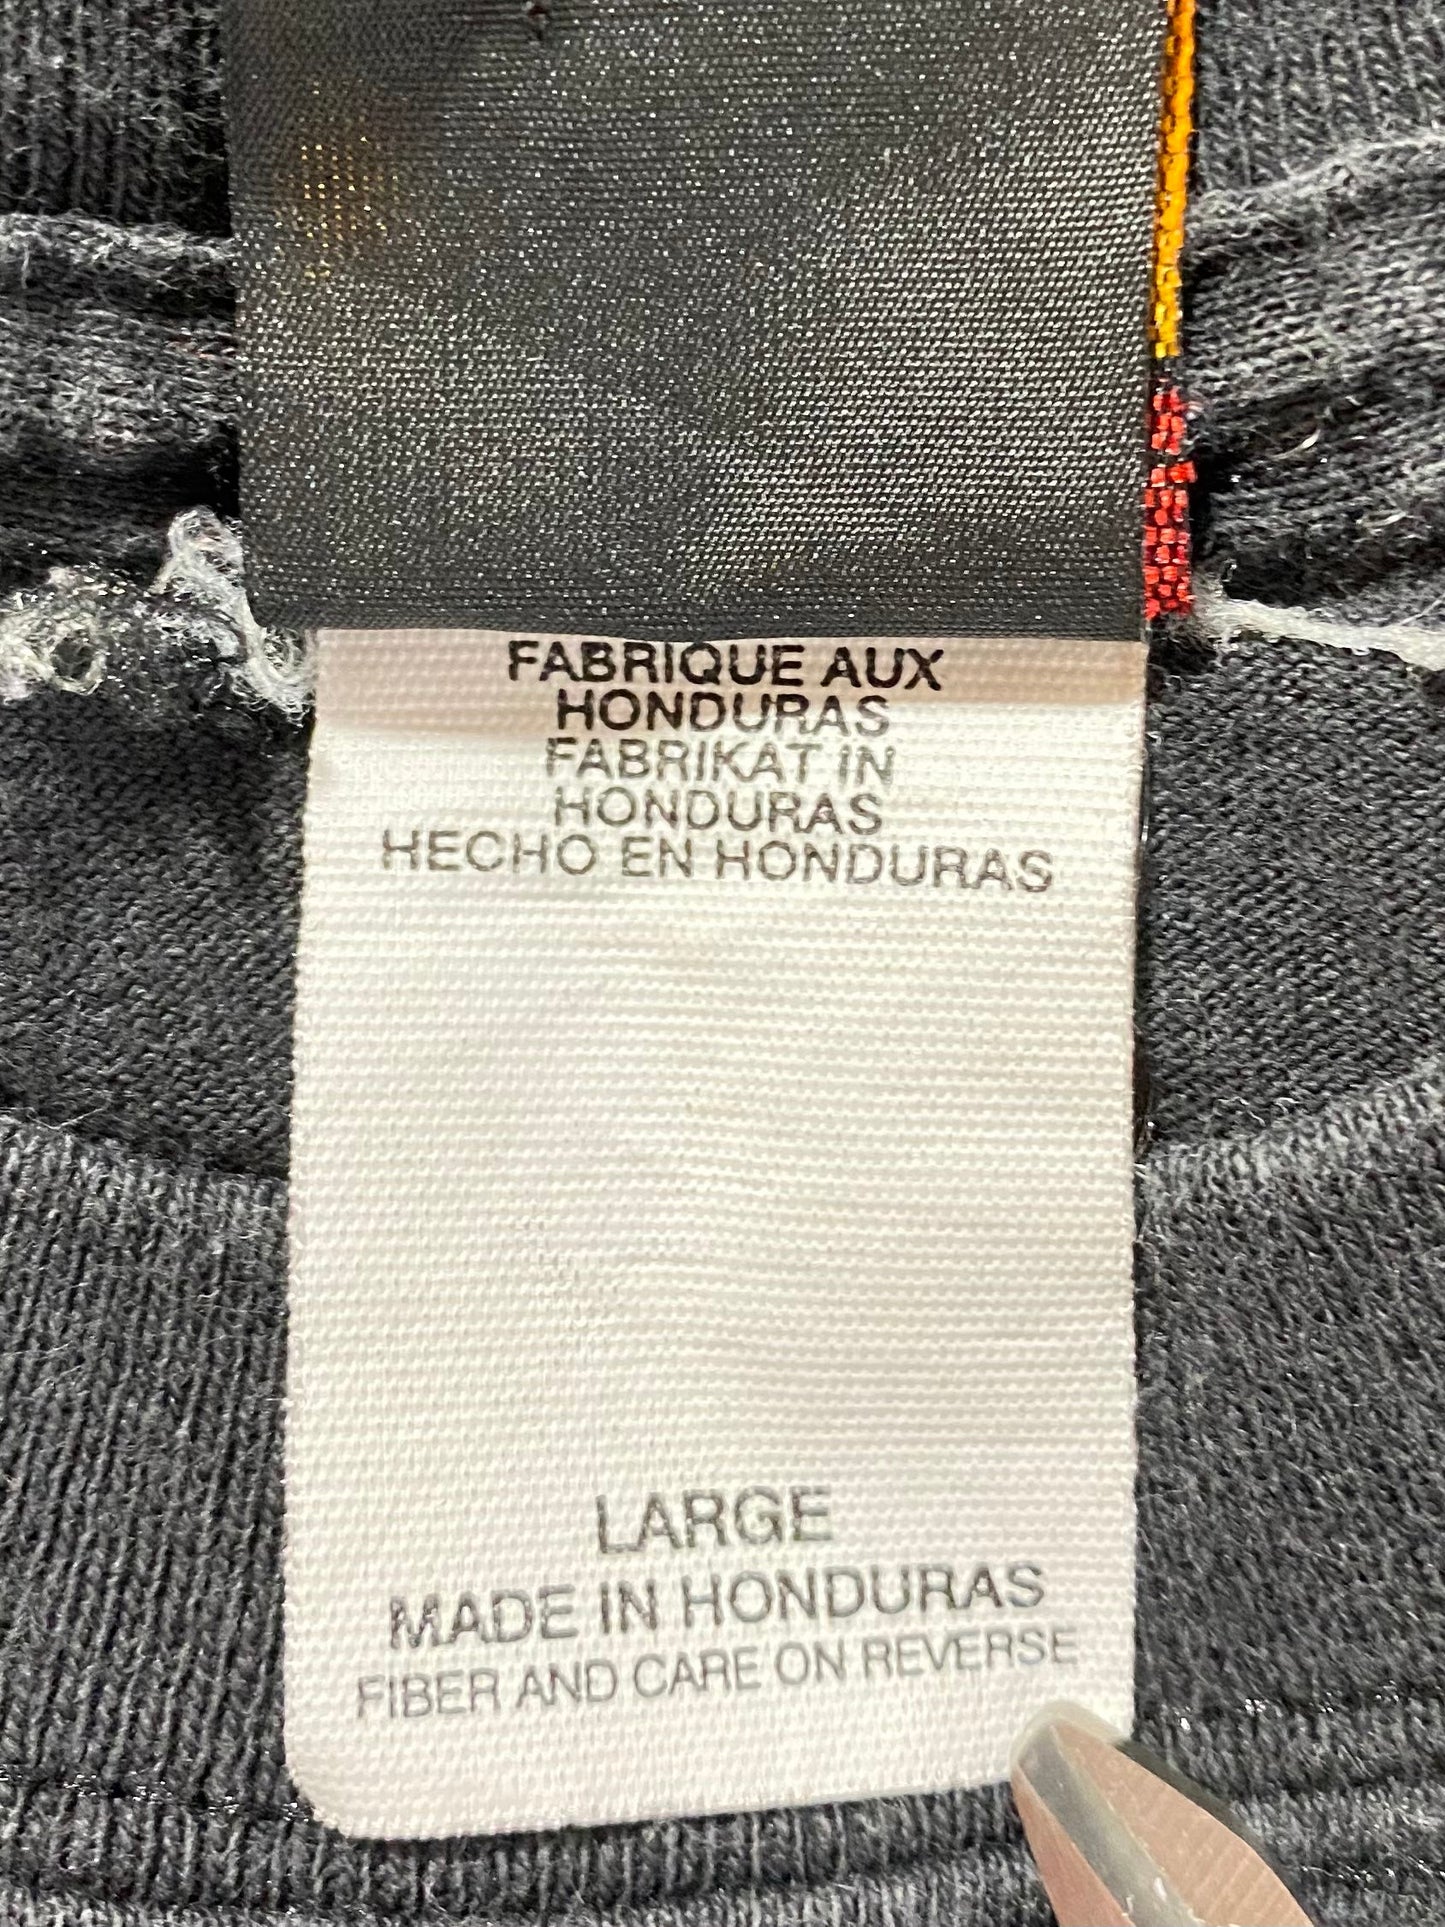 FABRIQUE AUX
HONDURAS
FABRIKAT IN
HONDURAS
HECHO EN HONDURAS
LARGE
MADE IN HONDURAS
FIBER AND CARE ON REVERSE